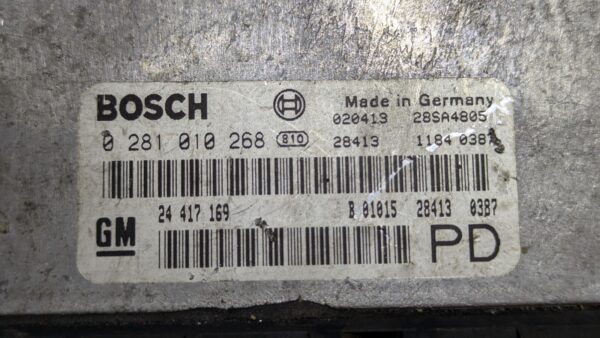 BOSCH Made in Germany
020413 28SA4805
0 281 010 268 810 28413 1184 0387
24 417 169 B 01015 28413 0387
GM PD